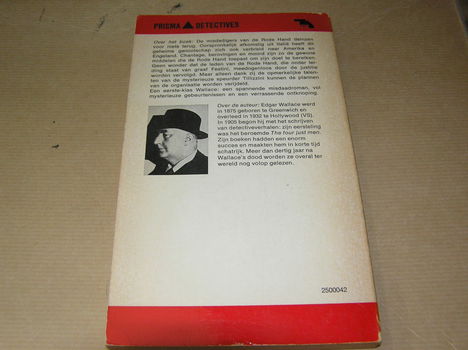 PRISMA DETECTIVES
Over het boek: De misdadigers van de Rode Hand deinzen
voor niets terug. Oorspronkelijk afkomstig uit Italië heeft dit
geheime genootschap zich ook verbreid naar Amerika en
Engeland. Chantage, berovingen en moord zijn zo de gewone
middelen die de Rode Hand toepast om zijn doel te bereiken.
Geen wonder dat de leden van de Rode Hand, die onder lei-
ding staat van graaf Festini, meedogenloos door de justitie
worden vervolgd. Maar alleen dank zij de opmerkelijke talen-
ten van de mysterieuze speurder Tillizzini kunnen de plannen
van de organisatie worden verijdeld.
Een eerste-klas Wallace: een spannende misdaadroman, vol
mysterieuze gebeurtenissen en een verrassende ontknoping.
Over de auteur: Edgar Wallace werd
in 1875 geboren te Greenwich en
overleed in 1932 te Hollywood (VS).
In 1905 begon hij met het schrijven
van detectiveverhalen: zijn eersteling
was het beroemde The four just men.
Zijn boeken hadden een enorm
succes en maakten hem in korte tijd
schatrijk. Meer dan dertig jaar na
Wallace's dood worden ze overal ter
wereld nog volop gelezen.
2500042